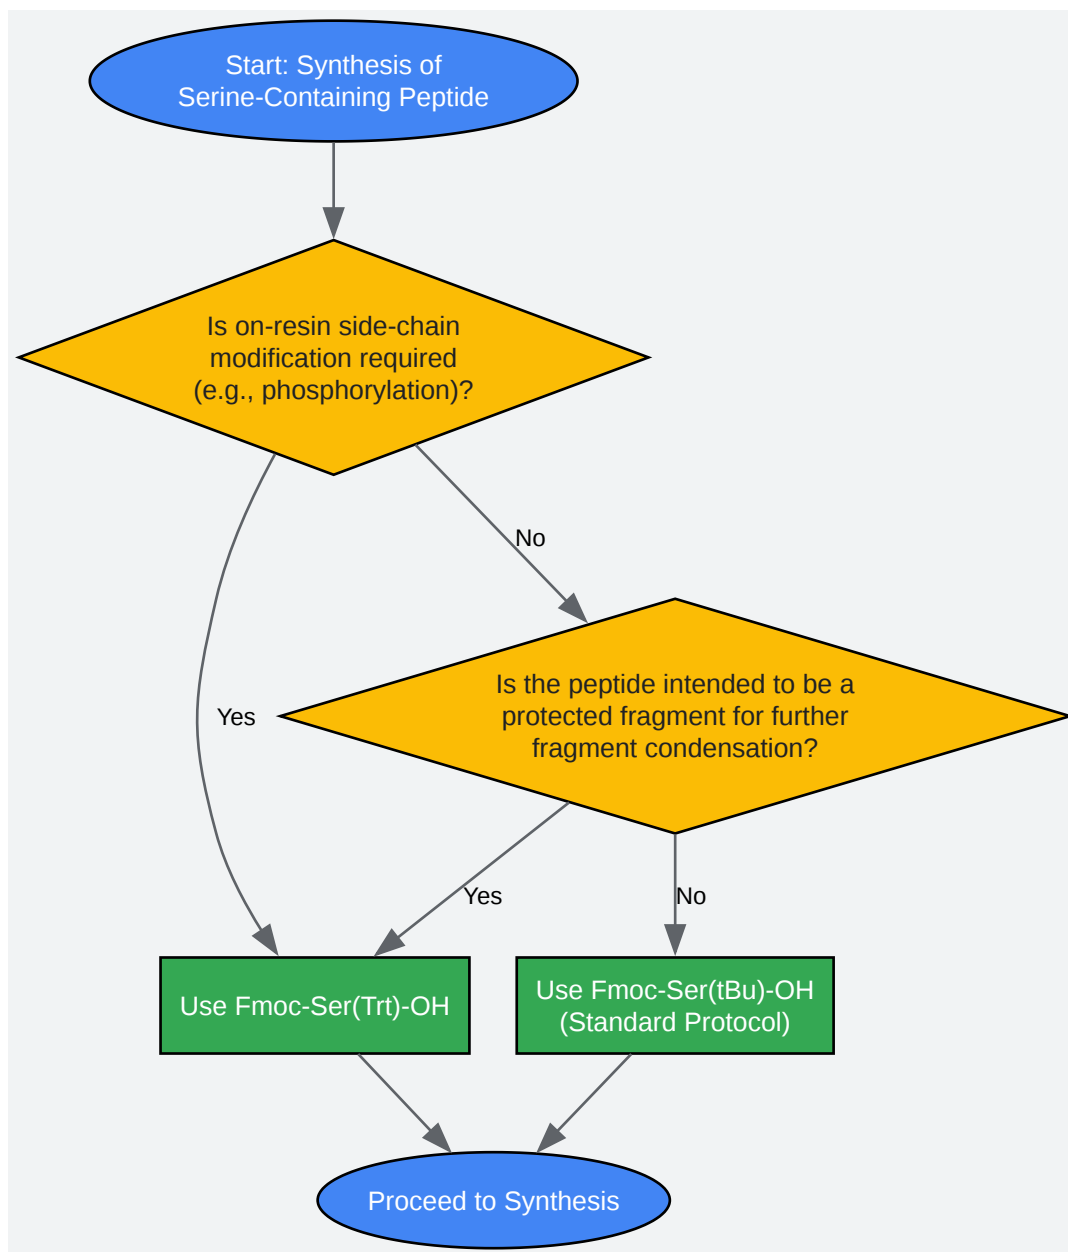 Start: Synthesis of
Serine-Containing Peptide
Is on-resin side-chain
modification required
(e.g., phosphorylation)?
No
Is the peptide intended to be a
protected fragment for further
fragment condensation?
Yes
Yes
No
Use Fmoc-Ser(Trt)-OH
Use Fmoc-Ser(tBu)-OH
(Standard Protocol)
Proceed to Synthesis